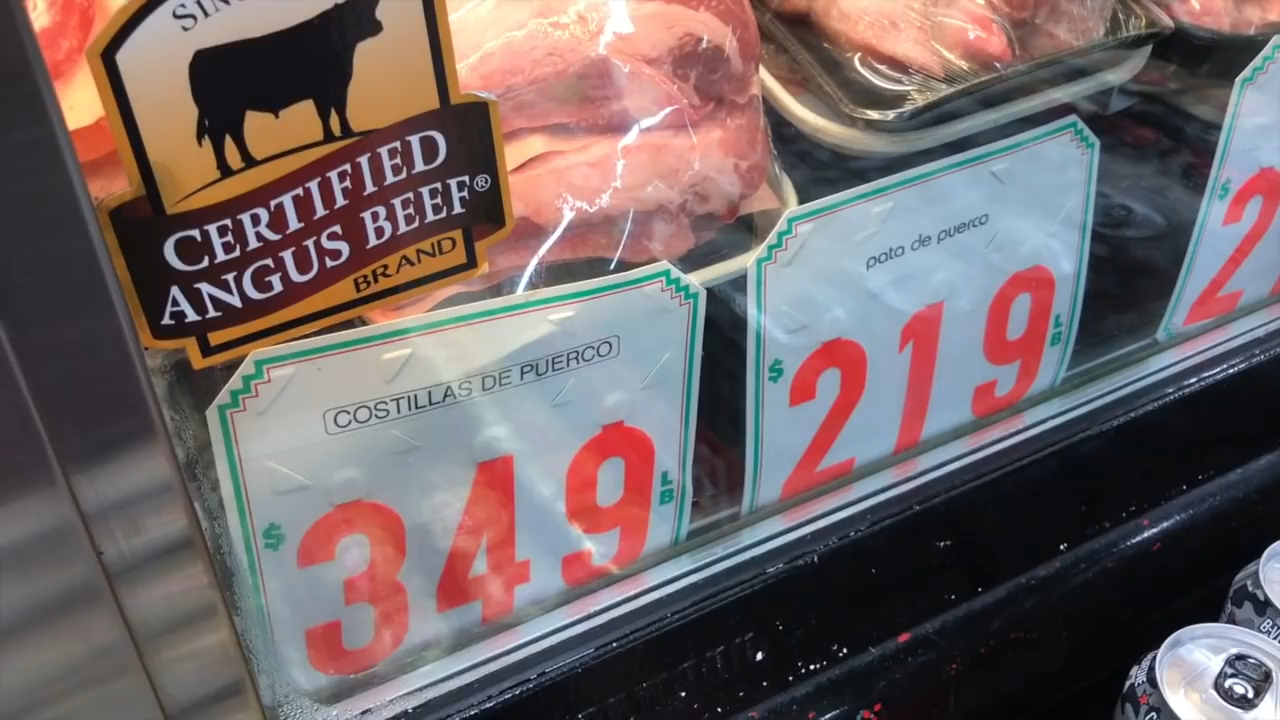 CERTIFIED
ANGUS BEEF®
BRAND
COSTILLAS DE PUERCO
$ 349 LB
pata de puerco
$ 219 LB
$ 2